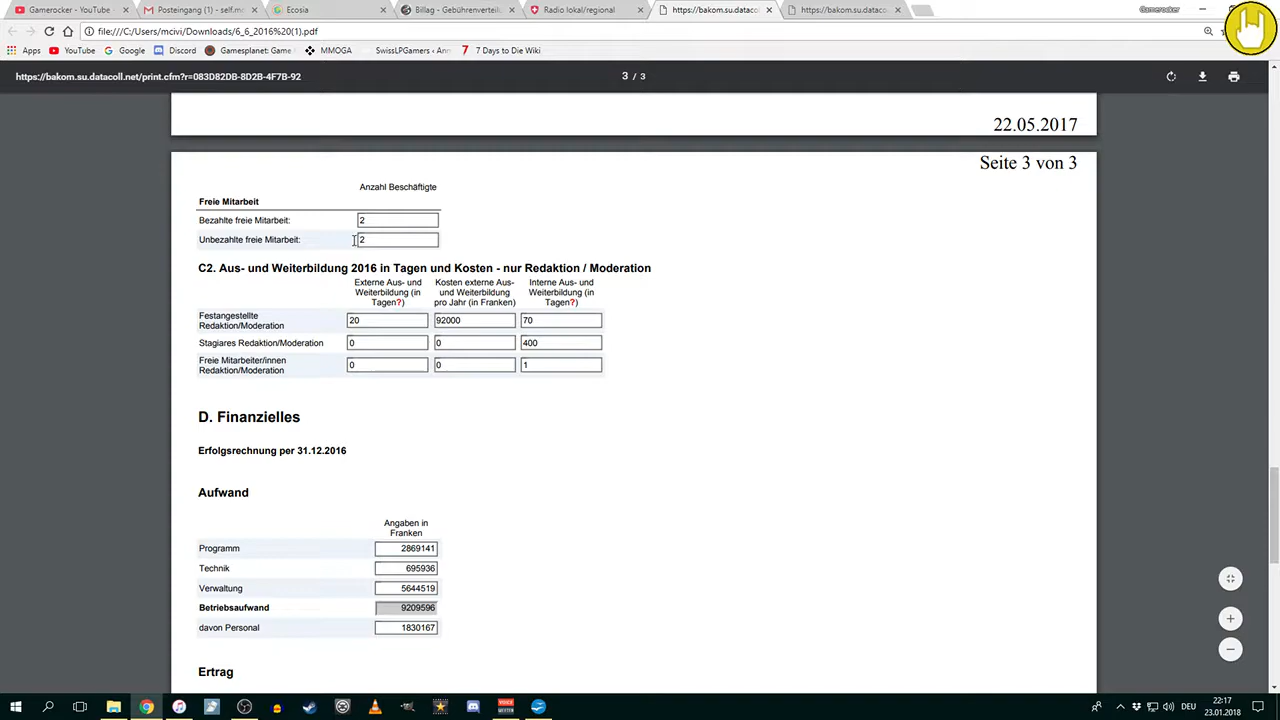 Gamerocker - YouTube
Posteingang (1) - self.m
Ecosia
Billag - Gebührenverteil
Radio lokal/regional
https://bakom.su.datacol
https://bakom.su.dataco
Gamerocker
file:///C:/Users/mcivi/Downloads/6_6_2016%20(1).pdf
Apps
YouTube
Google
Discord
Gamesplanet: Game
MMOGA
SwissLPGamers
7 Days to Die Wiki
https://bakom.su.datacoll.net/print.cfm?r=083D82DB-8D2B-4F7B-92
3 / 3
22.05.2017
Seite 3 von 3
Anzahl Beschäftigte
Freie Mitarbeit
Bezahlte freie Mitarbeit: 2
Unbezahlte freie Mitarbeit: 2
C2. Aus- und Weiterbildung 2016 in Tagen und Kosten - nur Redaktion / Moderation
Externe Aus- und Weiterbildung (in Tagen?)
Kosten externe Aus- und Weiterbildung pro Jahr (in Franken)
Interne Aus- und Weiterbildung (in Tagen?)
Festangestellte Redaktion/Moderation 20 92000 70
Stagiares Redaktion/Moderation 0 0 400
Freie Mitarbeiter/innen Redaktion/Moderation 0 0 1
D. Finanzielles
Erfolgsrechnung per 31.12.2016
Aufwand
Angaben in Franken
Programm 2869141
Technik 695936
Verwaltung 5644519
Betriebsaufwand 9209596
davon Personal 1830167
Ertrag
DEU
22:17
23.01.2018